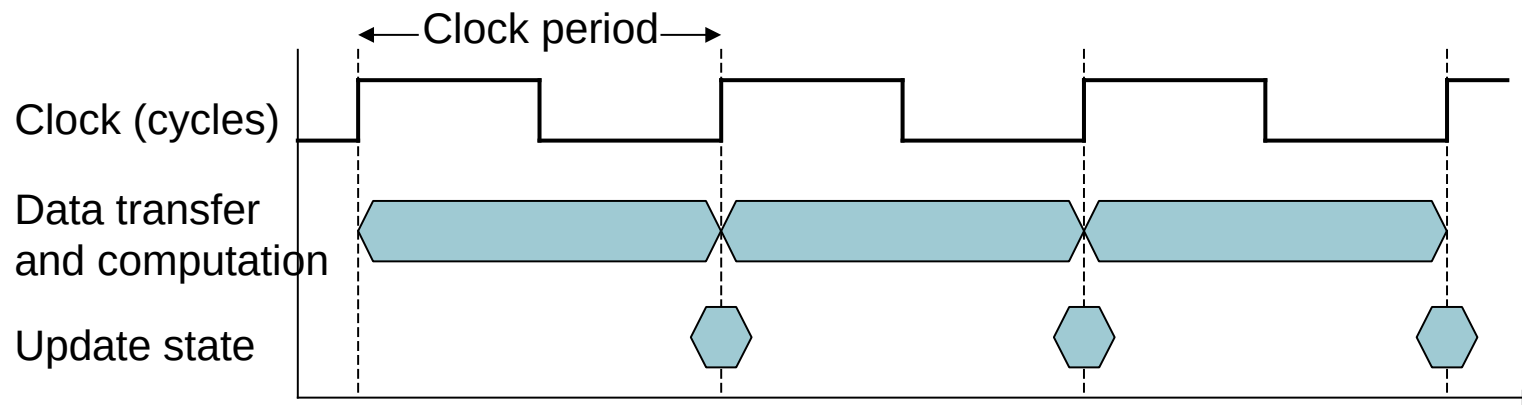 Clock period
Clock (cycles)
Data transfer
and computation
Update state